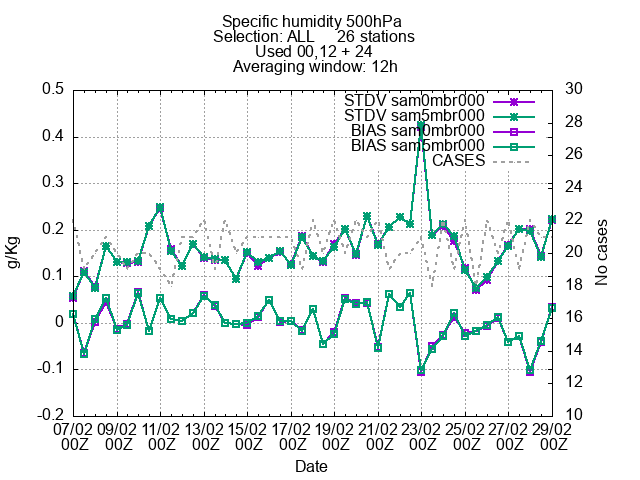 Specific humidity 500hPa
Selection: ALL 26 stations
Used 00,12 + 24
Averaging window: 12h
0.5
0.4
0.3
0.2
0.1
0
-0.1
-0.2
g/Kg
30
28
26
24
22
20
18
16
14
12
10
No cases
STDV sam0mbr000
STDV sam5mbr000
BIAS sam0mbr000
BIAS sam5mbr000
CASES
07/02 09/02 11/02 13/02 15/02 17/02 19/02 21/02 23/02 25/02 27/02 29/02
00Z 00Z 00Z 00Z 00Z 00Z 00Z 00Z 00Z 00Z 00Z 00Z
Date